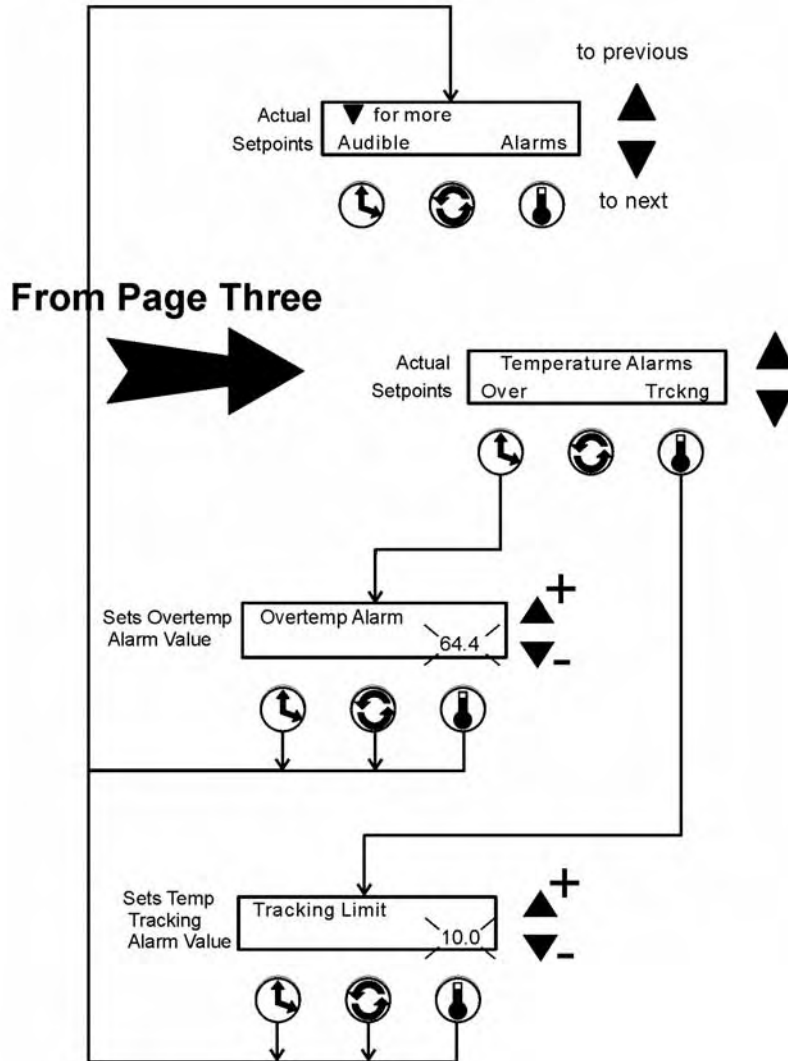 to previous
Actual
▼ for more
Setpoints
Audible Alarms
to next
From Page Three
Actual
Temperature Alarms
Setpoints
Over Trckng
Sets Overtemp
Alarm Value
Overtemp Alarm
64.4
+
-
Sets Temp
Tracking
Alarm Value
Tracking Limit
10.0
+
-